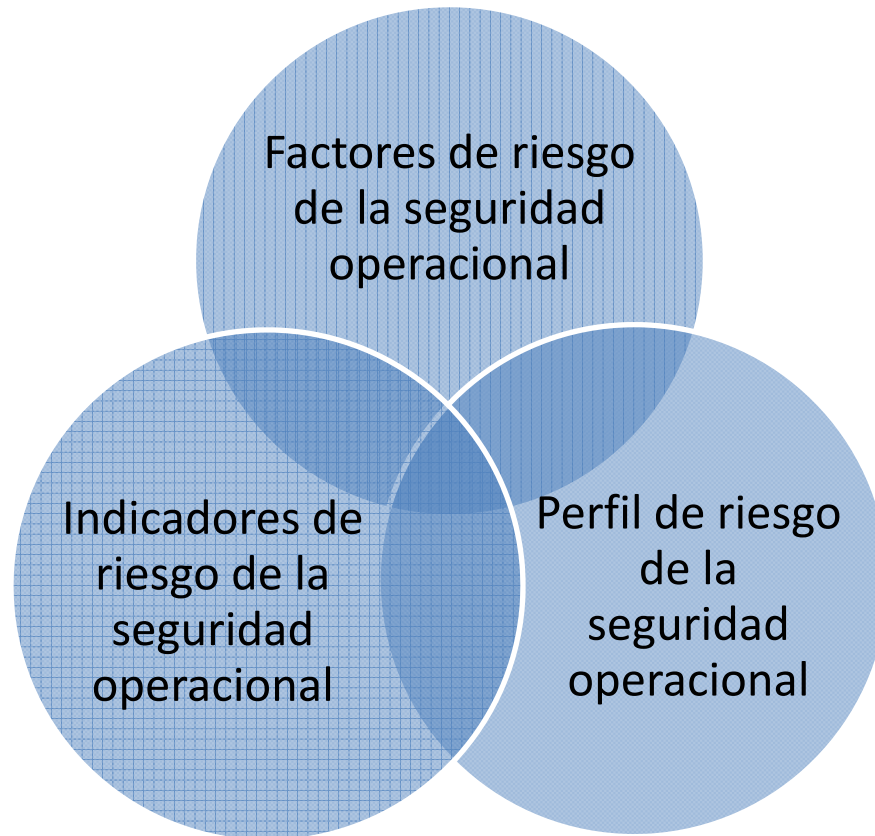 Factores de riesgo
de la seguridad
operacional
Indicadores de
riesgo de la
seguridad
operacional
Perfil de riesgo
de la
seguridad
operacional